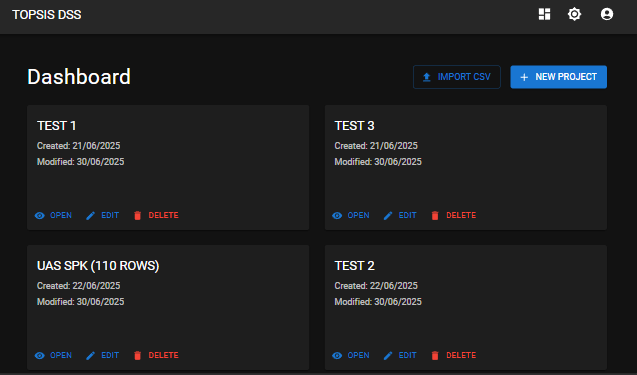 TOPSIS DSS
Dashboard
IMPORT CSV
NEW PROJECT
TEST 1
Created: 21/06/2025
Modified: 30/06/2025
OPEN EDIT DELETE
TEST 3
Created: 21/06/2025
Modified: 30/06/2025
OPEN EDIT DELETE
UAS SPK (110 ROWS)
Created: 22/06/2025
Modified: 30/06/2025
OPEN EDIT DELETE
TEST 2
Created: 22/06/2025
Modified: 30/06/2025
OPEN EDIT DELETE